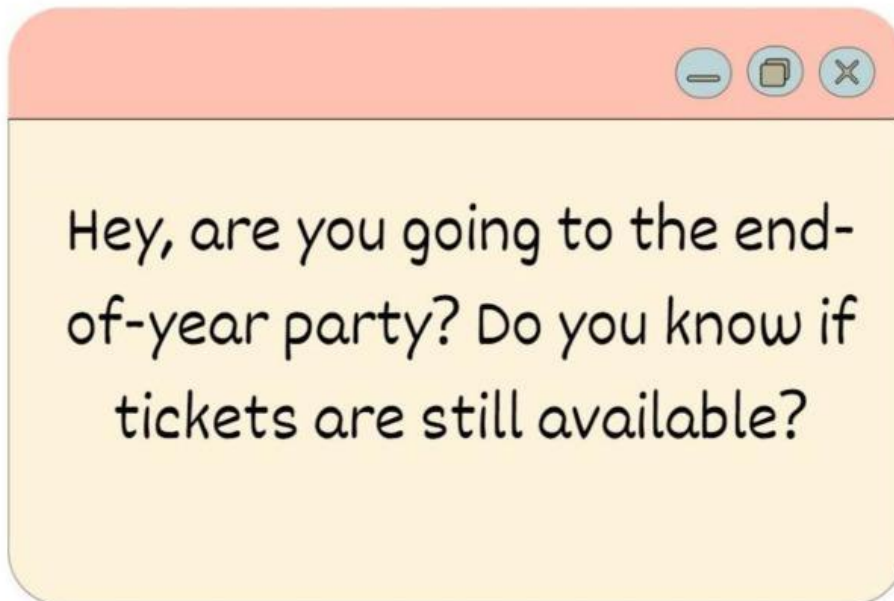 Hey, are you going to the end-
of-year party? Do you know if
tickets are still available?